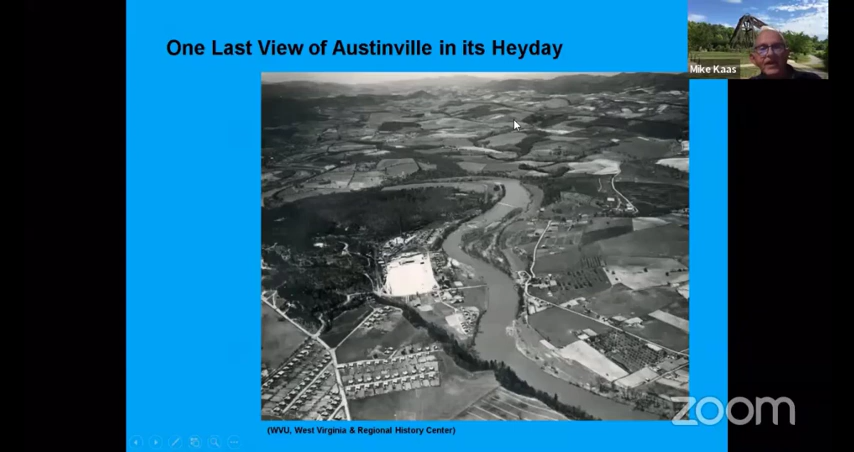 One Last View of Austinville in its Heyday
Mike Kaas
(WVU, West Virginia & Regional History Center)
zoom